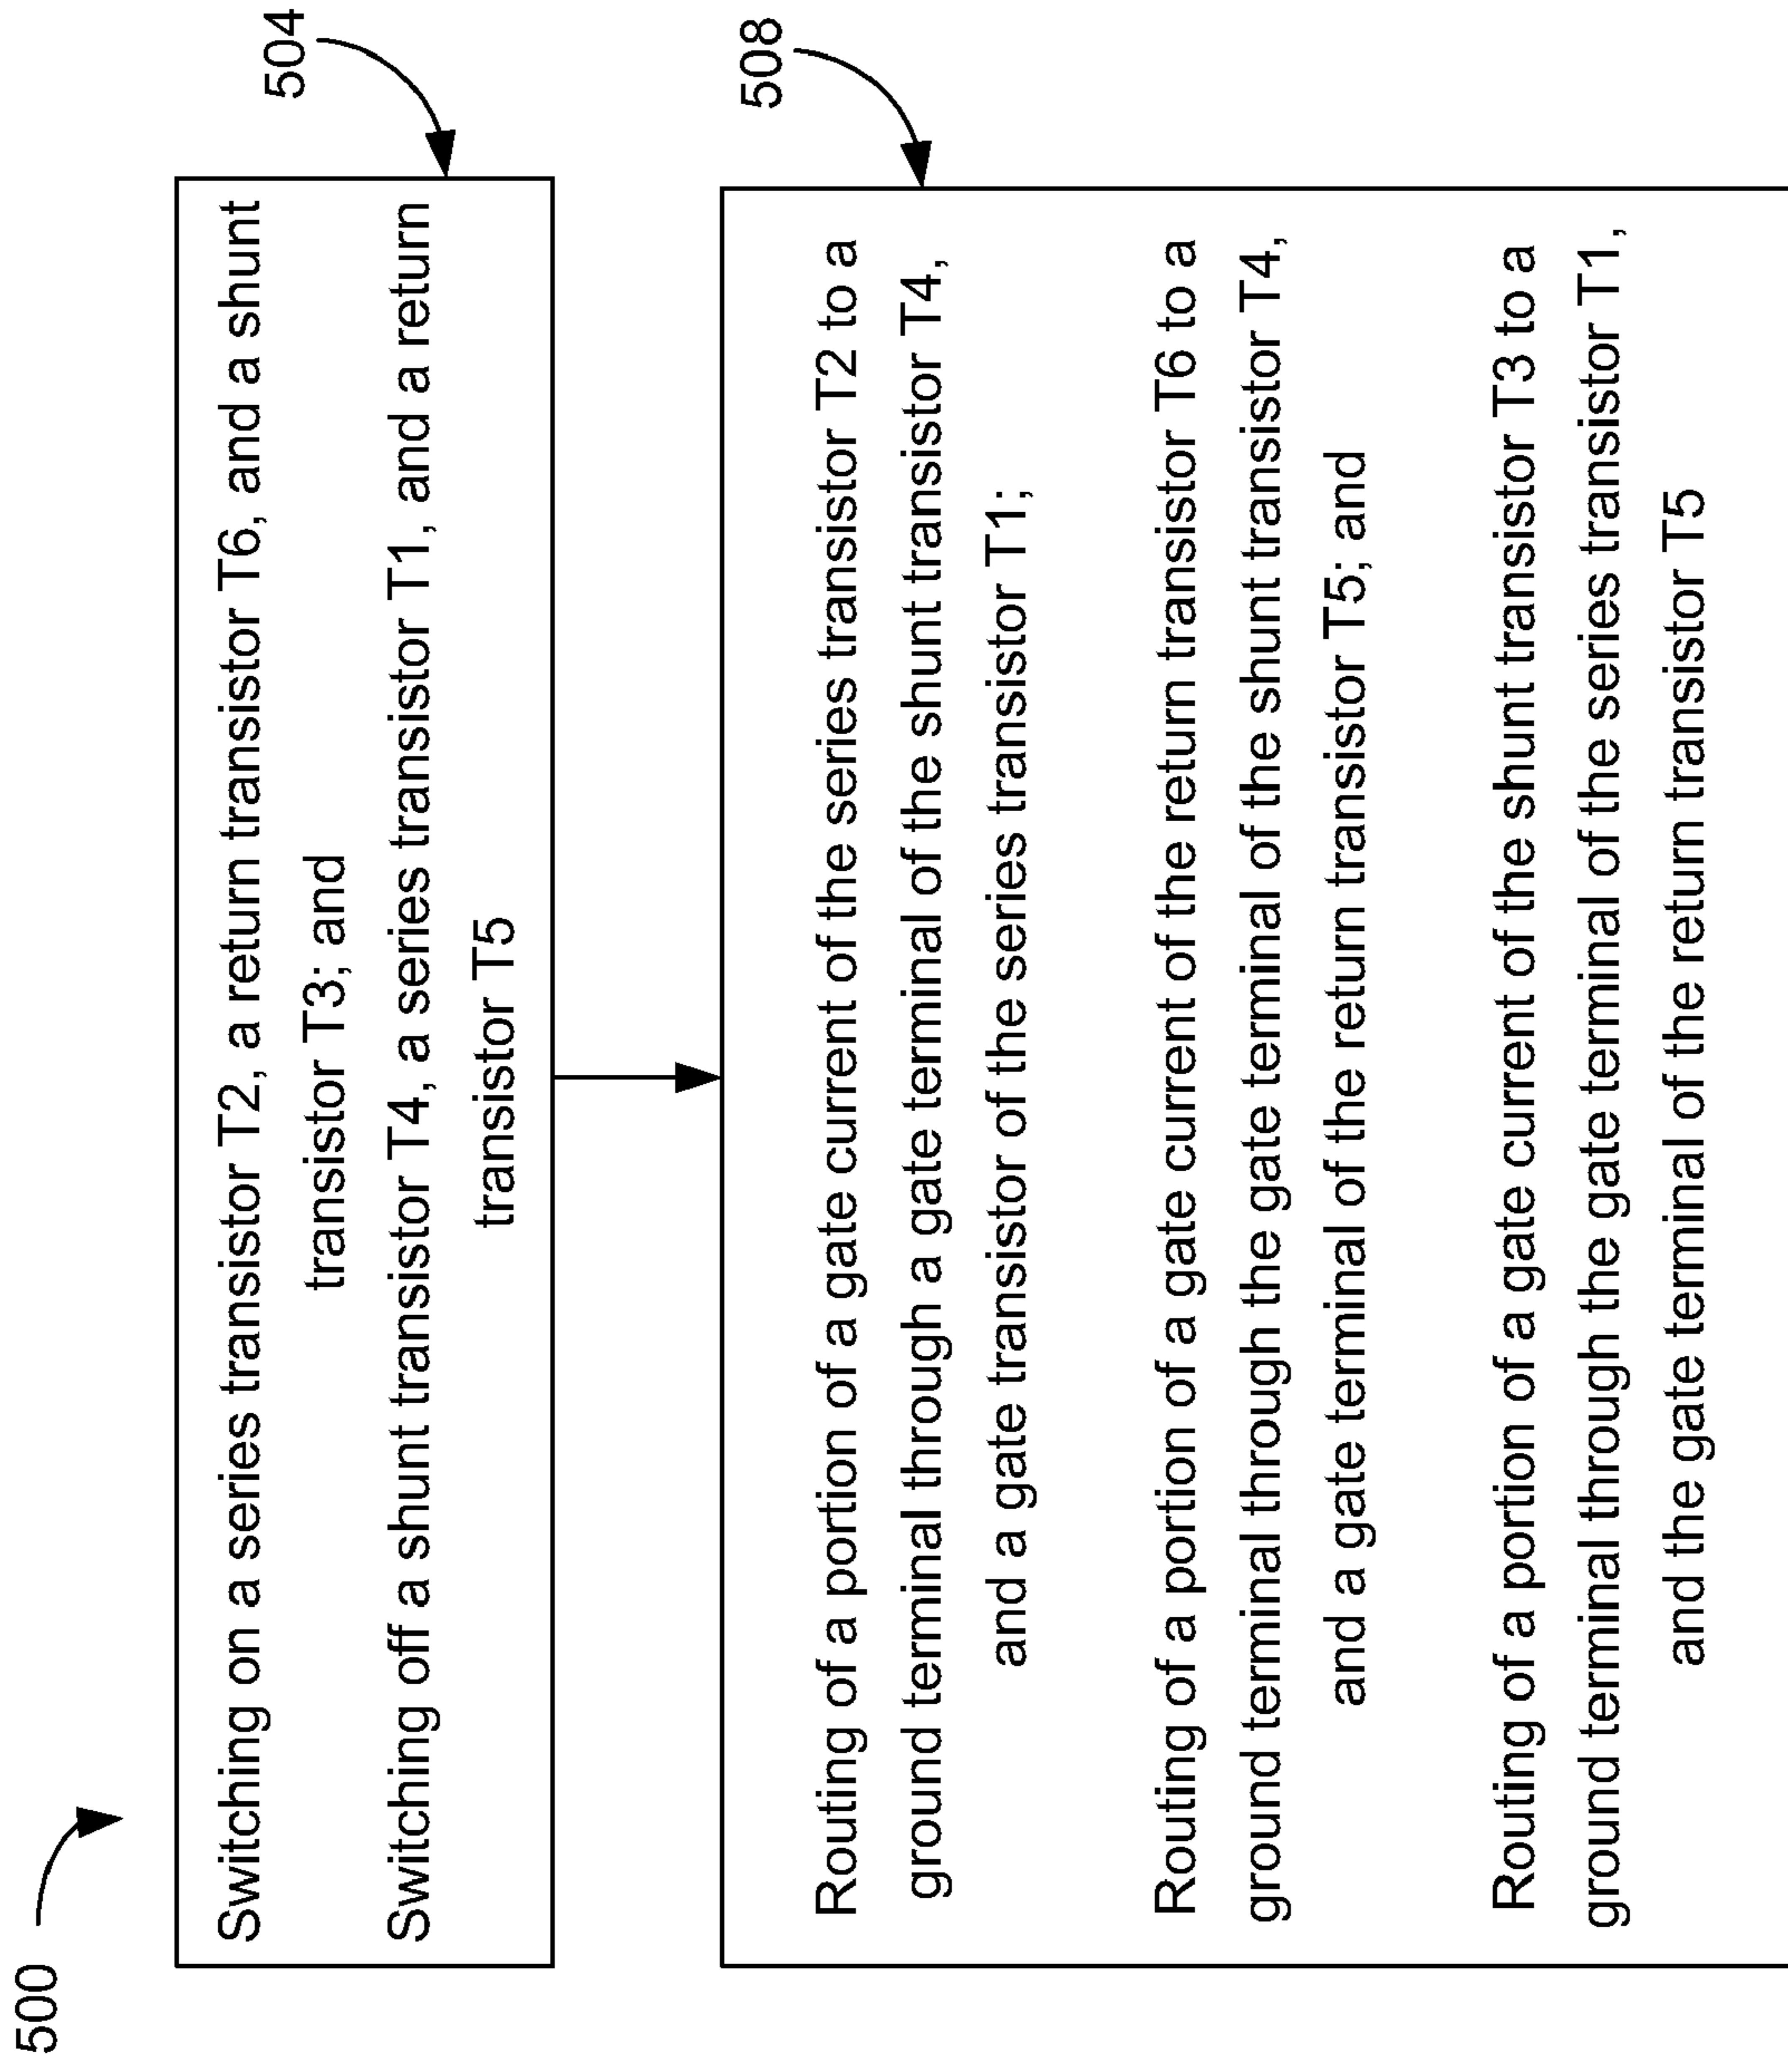 500
504
Switching on a series transistor T2, a return transistor T6, and a shunt
transistor T3; and
Switching off a shunt transistor T4, a series transistor T1, and a return
transistor T5
508
Routing of a portion of a gate current of the series transistor T2 to a
ground terminal through a gate terminal of the shunt transistor T4,
and a gate transistor of the series transistor T1;
Routing of a portion of a gate current of the return transistor T6 to a
ground terminal through the gate terminal of the shunt transistor T4,
and a gate terminal of the return transistor T5; and
Routing of a portion of a gate current of the shunt transistor T3 to a
ground terminal through the gate terminal of the series transistor T1,
and the gate terminal of the return transistor T5